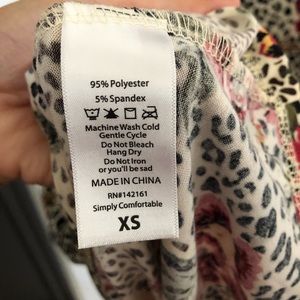 95% Polyester
5% Spandex
Machine Wash Cold
Gentle Cycle
Do Not Bleach
Hang Dry
Do Not Iron
or you'll be sad
MADE IN CHINA
RN#142161
Simply Comfortable
XS